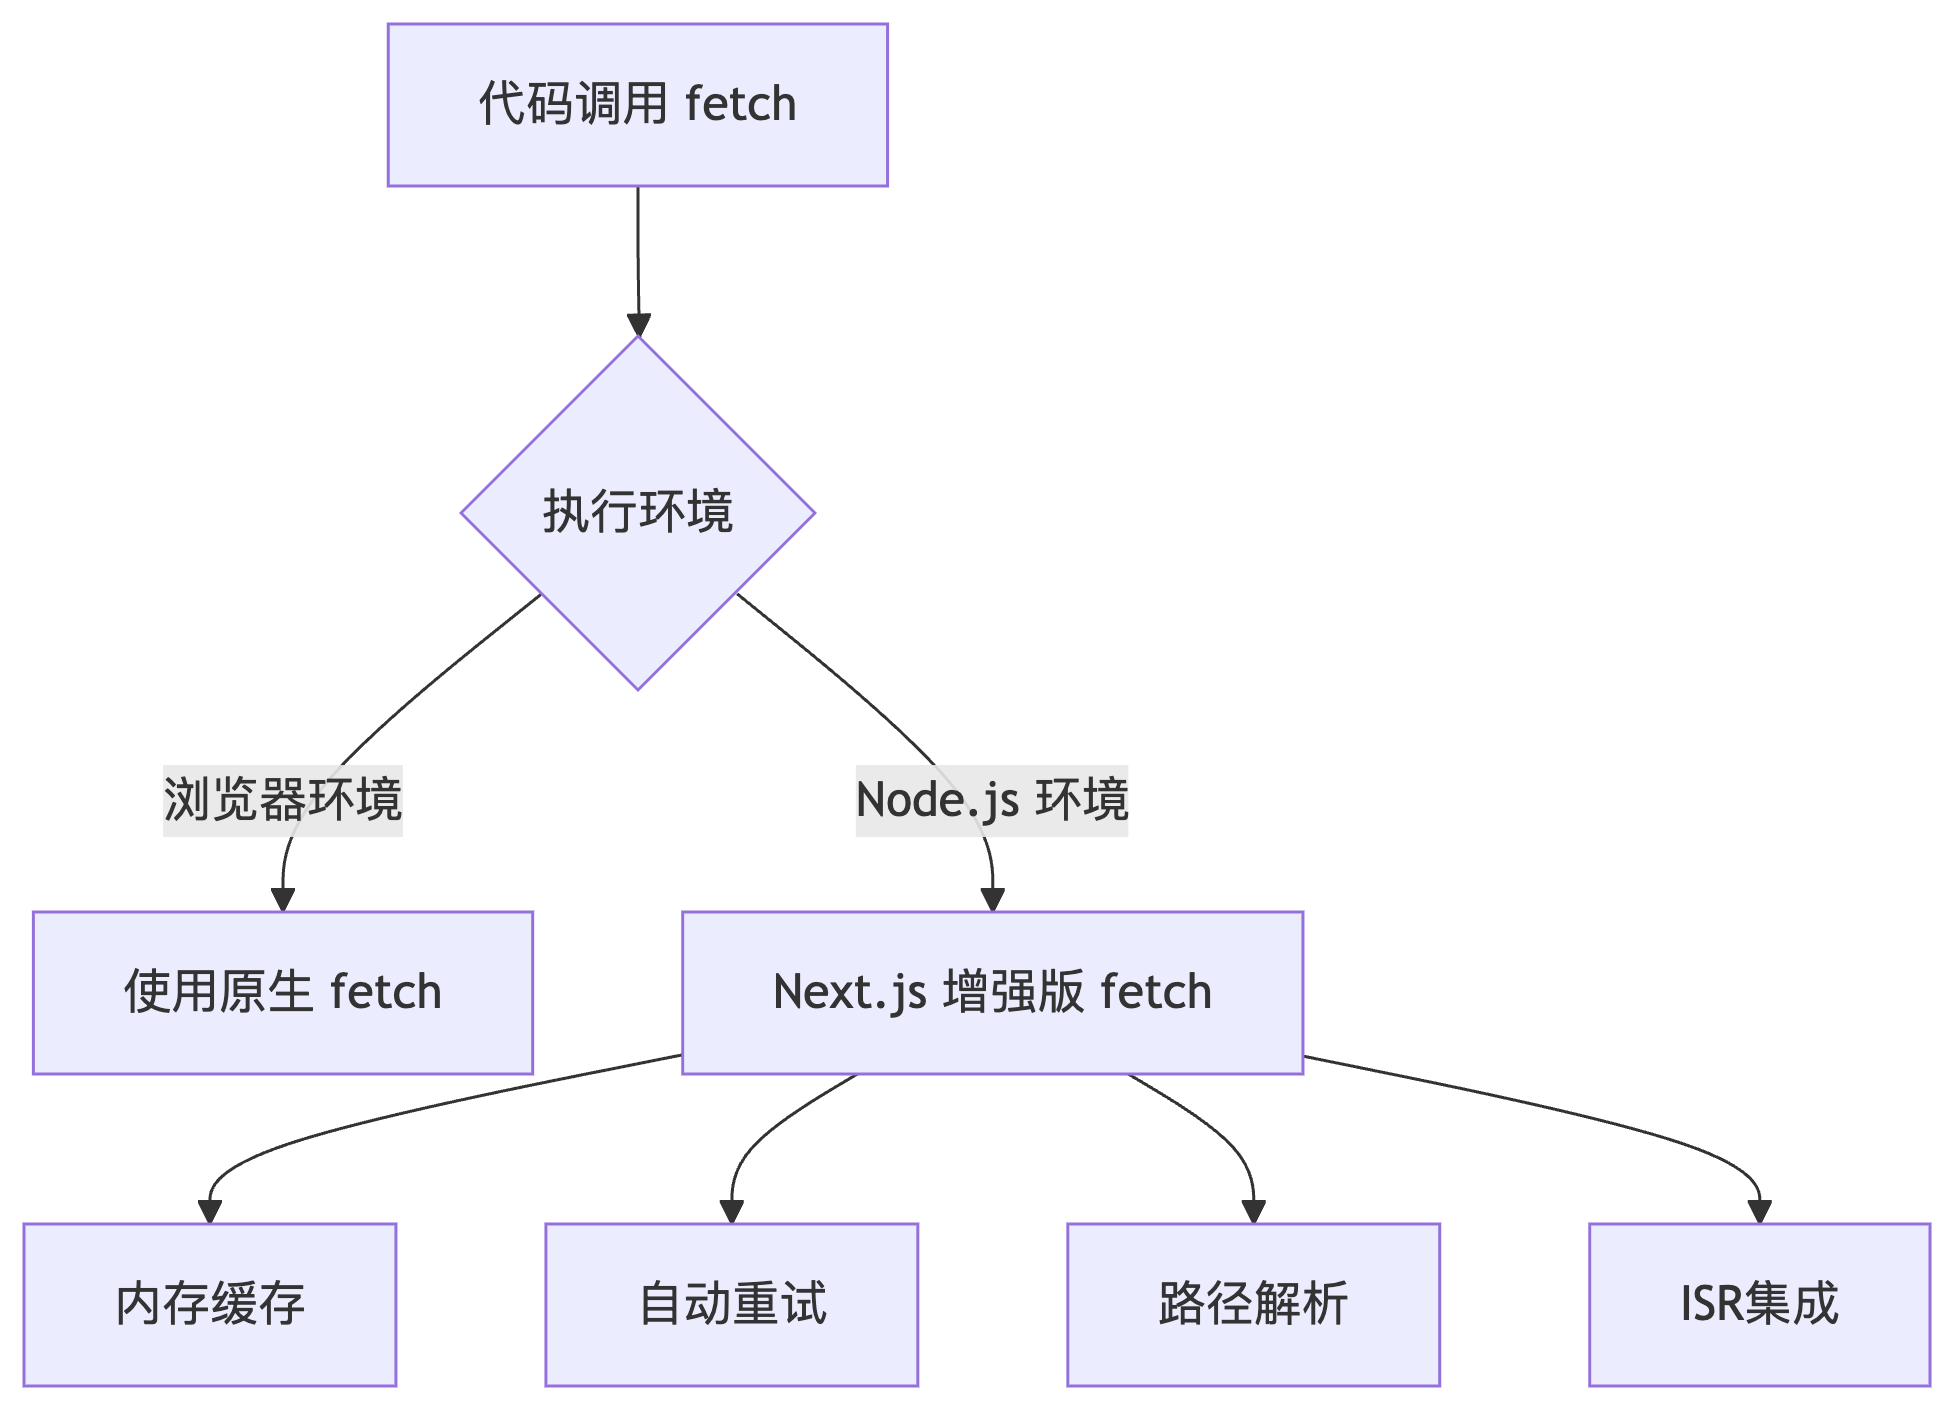 代码调用 fetch
执行环境
浏览器环境
Node.js 环境
使用原生 fetch
Next.js 增强版 fetch
内存缓存
自动重试
路径解析
ISR集成